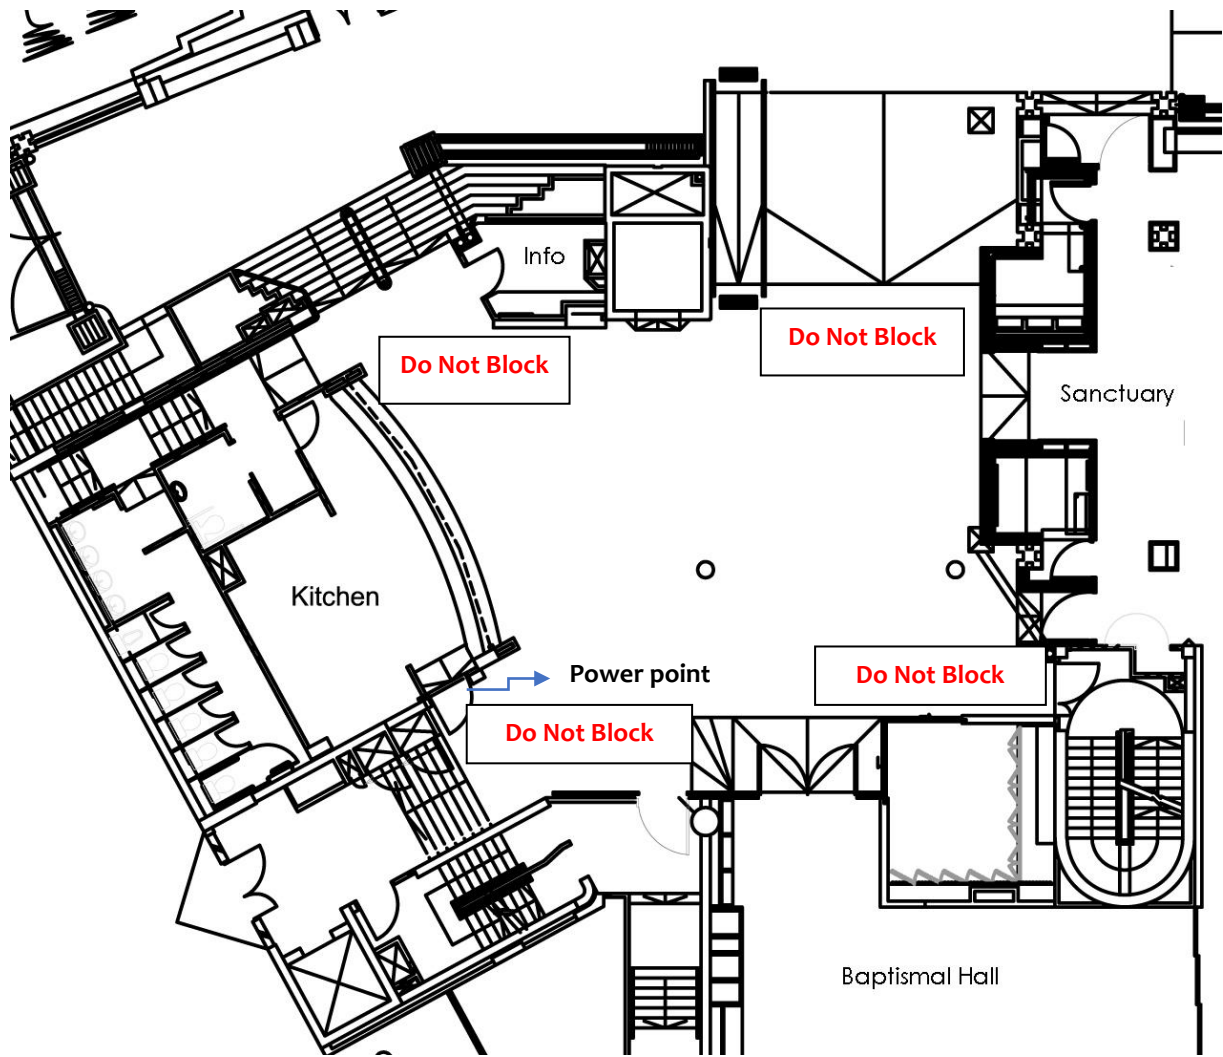 Info
Do Not Block
Do Not Block
Sanctuary
Kitchen
Power point
Do Not Block
Do Not Block
Baptismal Hall